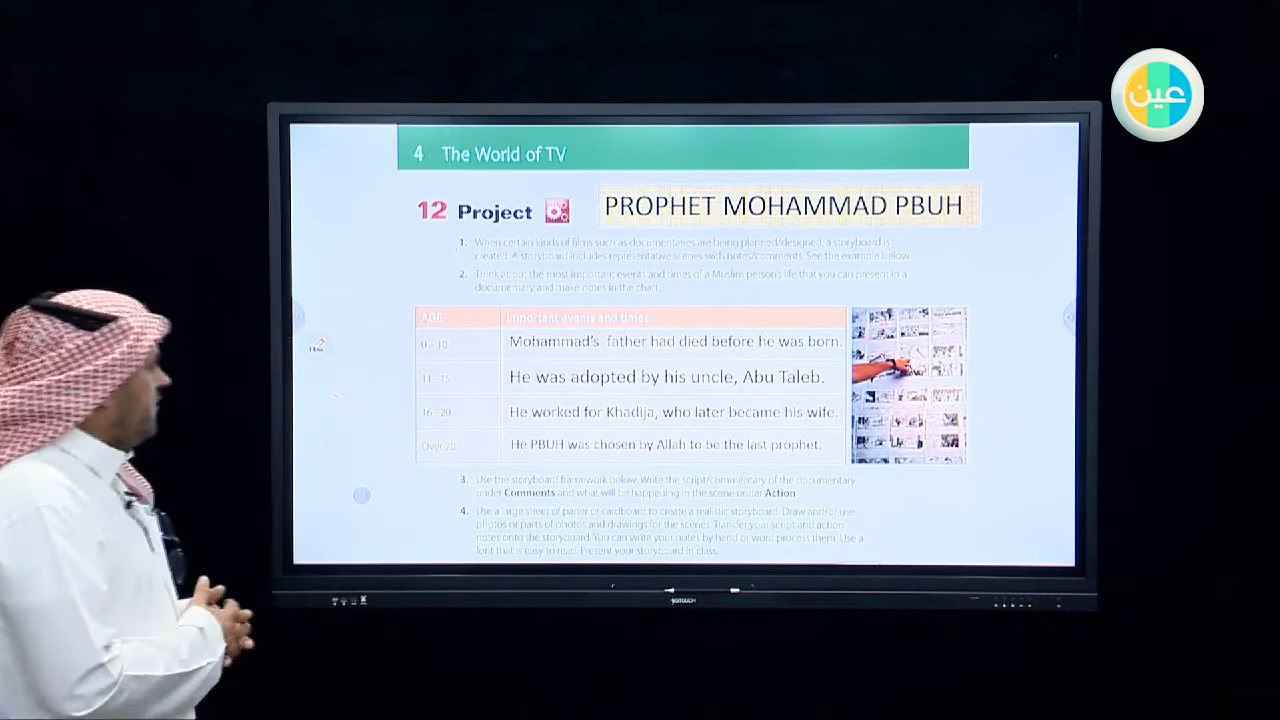 عين
4 The World of TV
12 Project
PROPHET MOHAMMAD PBUH
1. When certain kinds of films such as documentaries are being planned/designed, a storyboard is
created. A storyboard includes representative scenes with notes/comments. See the example below.
2. Think about the most important events and times of a Muslim person's life that you can present in a
documentary and make notes in the chart.
AGE Important events and times
0 – 10 Mohammad's father had died before he was born.
11 – 15 He was adopted by his uncle, Abu Taleb.
16 – 20 He worked for Khadija, who later became his wife.
Over 20 He PBUH was chosen by Allah to be the last prophet.
3. Use the storyboard framework below. Write the script/commentary of the documentary
under Comments and what will be happening in the scene under Action
4. Use a large sheet of paper or cardboard to create a realistic storyboard. Draw and/or use
photos or parts of photos and drawings for the scenes. Transfer your script and action
notes onto the storyboard. You can write your notes by hand or word process them. Use a
font that is easy to read. Present your storyboard in class.